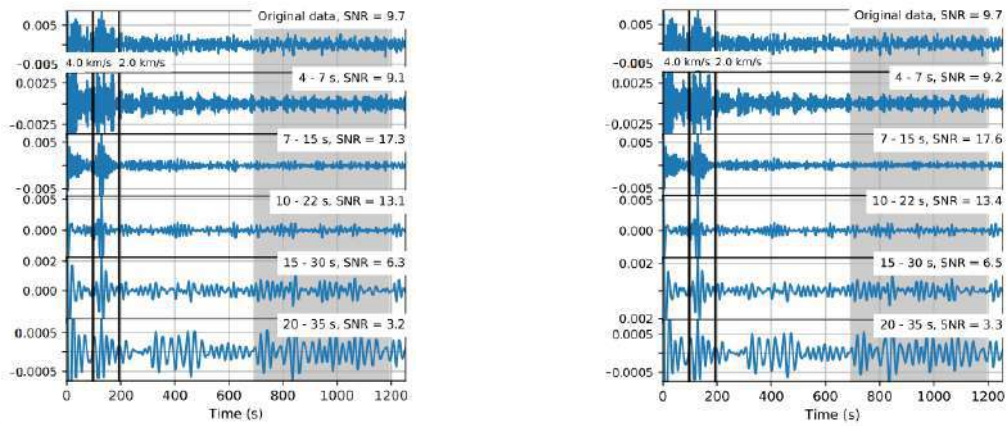 Original data, SNR = 9.7
0.005
-0.005
4.0 km/s 2.0 km/s
4 - 7 s, SNR = 9.1
0.0025
-0.0025
7 - 15 s, SNR = 17.3
0.005
-0.005
10 - 22 s, SNR = 13.1
0.005
0.000
15 - 30 s, SNR = 6.3
0.002
0.000
20 - 35 s, SNR = 3.2
0.0005
-0.0005
0 200 400 600 800 1000 1200
Time (s)
Original data, SNR = 9.7
0.005
-0.005
4.0 km/s 2.0 km/s
4 - 7 s, SNR = 9.2
0.0025
-0.0025
7 - 15 s, SNR = 17.6
0.005
-0.005
10 - 22 s, SNR = 13.4
0.005
0.000
15 - 30 s, SNR = 6.5
0.002
0.002
20 - 35 s, SNR = 3.3
0.0005
-0.0005
0 200 400 600 800 1000 1200
Time (s)